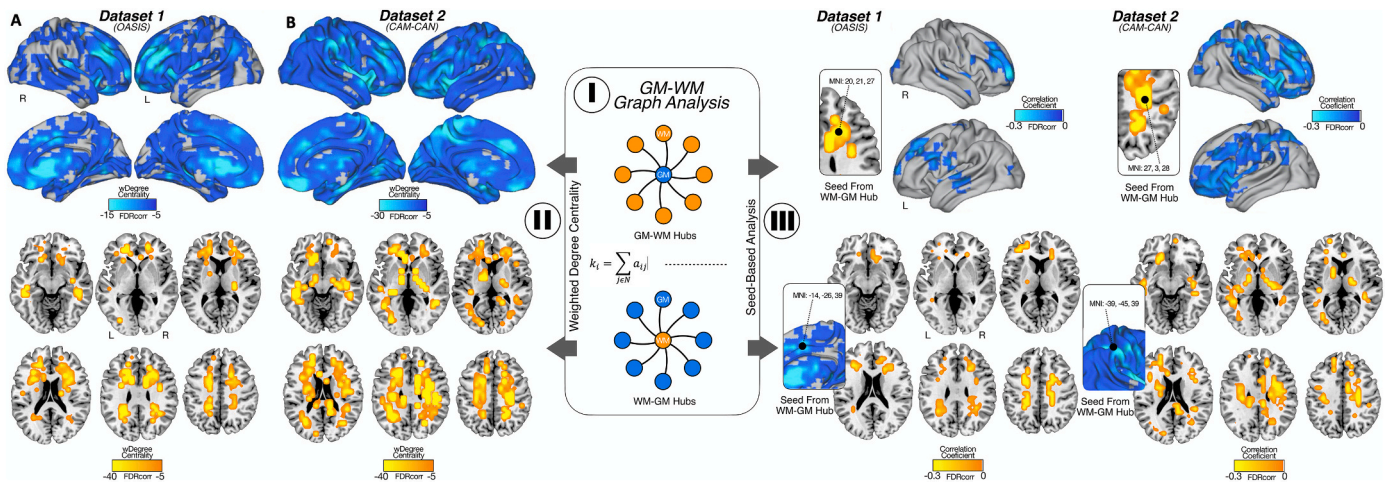 A
Dataset 1
(OASIS)
R
L
wDegree
Centrality
-15 FDRcorr -5
L
R
wDegree
Centrality
-40 FDRcorr -5
B
Dataset 2
(CAM-CAN)
wDegree
Centrality
-30 FDRcorr -5
wDegree
Centrality
-40 FDRcorr -5
I
GM-WM
Graph Analysis
WM
GM
GM-WM Hubs
k_i = ∑_{j∈N} a_{ij}|
GM
WM
WM-GM Hubs
II
Weighted Degree Centrality
III
Seed-Based Analysis
Dataset 1
(OASIS)
MNI: 20, 21, 27
Seed From
WM-GM Hub
R
L
Correlation
Coeficient
-0.3 FDRcorr 0
MNI: -14, -26, 39
Seed From
WM-GM Hub
L
R
Correlation
Coeficient
-0.3 FDRcorr 0
Dataset 2
(CAM-CAN)
MNI: 27, 3, 28
Seed From
WM-GM Hub
Correlation
Coeficient
-0.3 FDRcorr 0
MNI: -39, -45, 39
Seed From
WM-GM Hub
Correlation
Coeficient
-0.3 FDRcorr 0